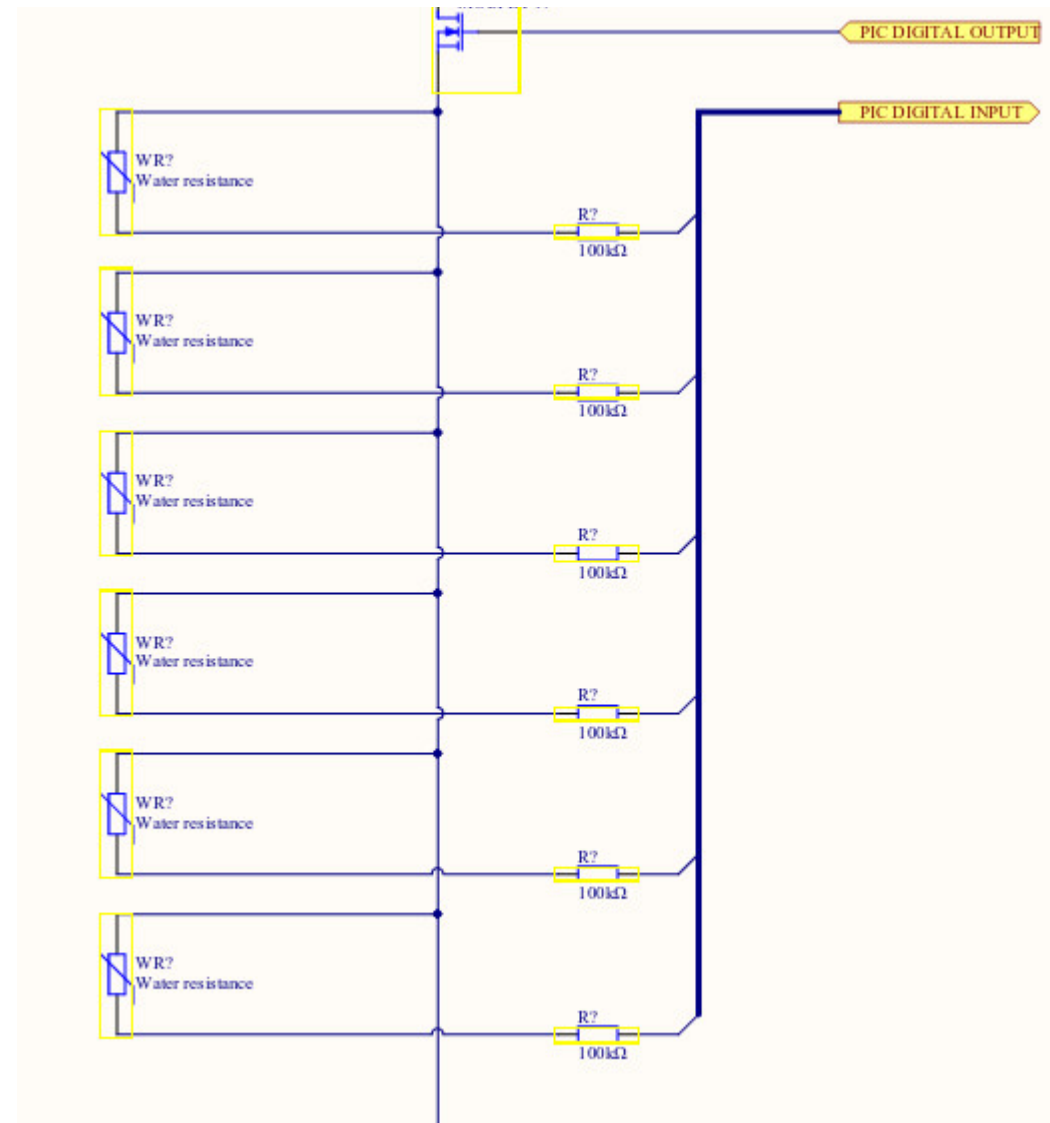 PIC DIGITAL OUTPUT
PIC DIGITAL INPUT
WR?
Water resistance
R?
100kΩ
WR?
Water resistance
R?
100kΩ
WR?
Water resistance
R?
100kΩ
WR?
Water resistance
R?
100kΩ
WR?
Water resistance
R?
100kΩ
WR?
Water resistance
R?
100kΩ